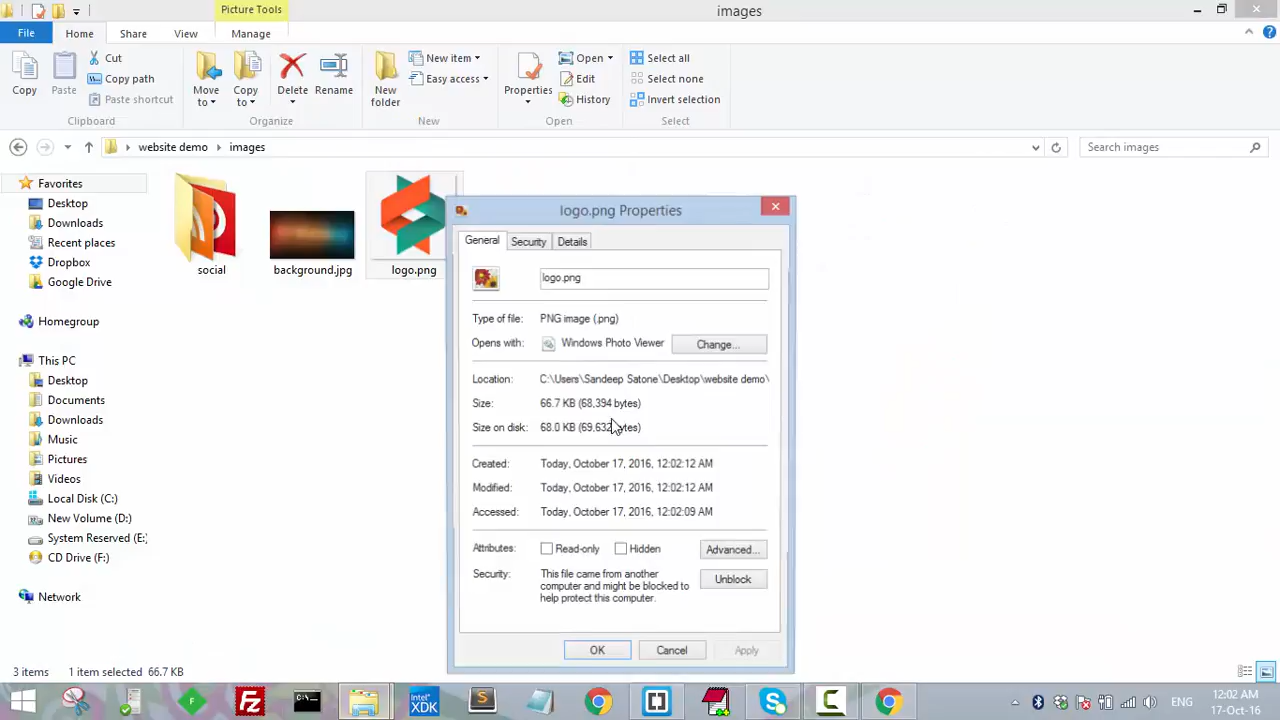 Picture Tools
images
File
Home
Share
View
Manage
Copy
Paste
Cut
Copy path
Paste shortcut
Move to
Copy to
Delete
Rename
New folder
New item
Easy access
Properties
Open
Edit
History
Select all
Select none
Invert selection
Clipboard
Organize
New
Open
Select
website demo
images
Search images
Favorites
Desktop
Downloads
Recent places
Dropbox
Google Drive
Homegroup
This PC
Desktop
Documents
Downloads
Music
Pictures
Videos
Local Disk (C:)
New Volume (D:)
System Reserved (E:
CD Drive (F:)
Network
social
background.jpg
logo.png
logo.png Properties
General
Security
Details
logo.png
Type of file: PNG image (.png)
Opens with: Windows Photo Viewer
Change...
Location: C:\Users\Sandeep Satone\Desktop\website demo\
Size: 66.7 KB (68,394 bytes)
Size on disk: 68.0 KB (69,632
Created: Today, October 17, 2016, 12:02:12 AM
Modified: Today, October 17, 2016, 12:02:12 AM
Accessed: Today, October 17, 2016, 12:02:09 AM
Attributes: Read-only Hidden Advanced...
Security: This file came from another
computer and might be blocked to
help protect this computer.
Unblock
OK
Cancel
Apply
3 items 1 item selected 66.7 KB
Fz
Intel XDK
ENG
12:02 AM
17-Oct-16